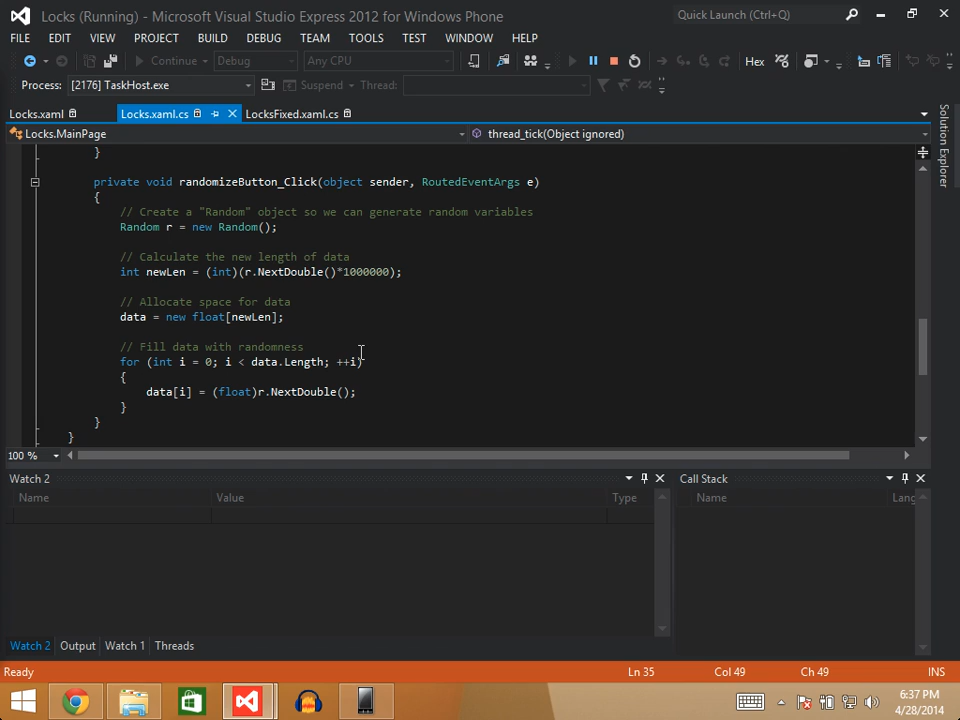 Locks (Running) - Microsoft Visual Studio Express 2012 for Windows Phone
Quick Launch (Ctrl+Q)
FILE EDIT VIEW PROJECT BUILD DEBUG TEAM TOOLS TEST WINDOW HELP
Continue Debug Any CPU Hex
Process: [2176] TaskHost.exe Suspend Thread:
Locks.xaml Locks.xaml.cs LocksFixed.xaml.cs
Locks.MainPage thread_tick(Object ignored)
Solution Explorer
}
private void randomizeButton_Click(object sender, RoutedEventArgs e)
{
// Create a "Random" object so we can generate random variables
Random r = new Random();
// Calculate the new length of data
int newLen = (int)(r.NextDouble()*1000000);
// Allocate space for data
data = new float[newLen];
// Fill data with randomness
for (int i = 0; i < data.Length; ++i)
{
data[i] = (float)r.NextDouble();
}
}
}
100 %
Watch 2 Call Stack
Name Value Type Name Lang
Watch 2 Output Watch 1 Threads
Ready Ln 35 Col 49 Ch 49 INS
6:37 PM
4/28/2014